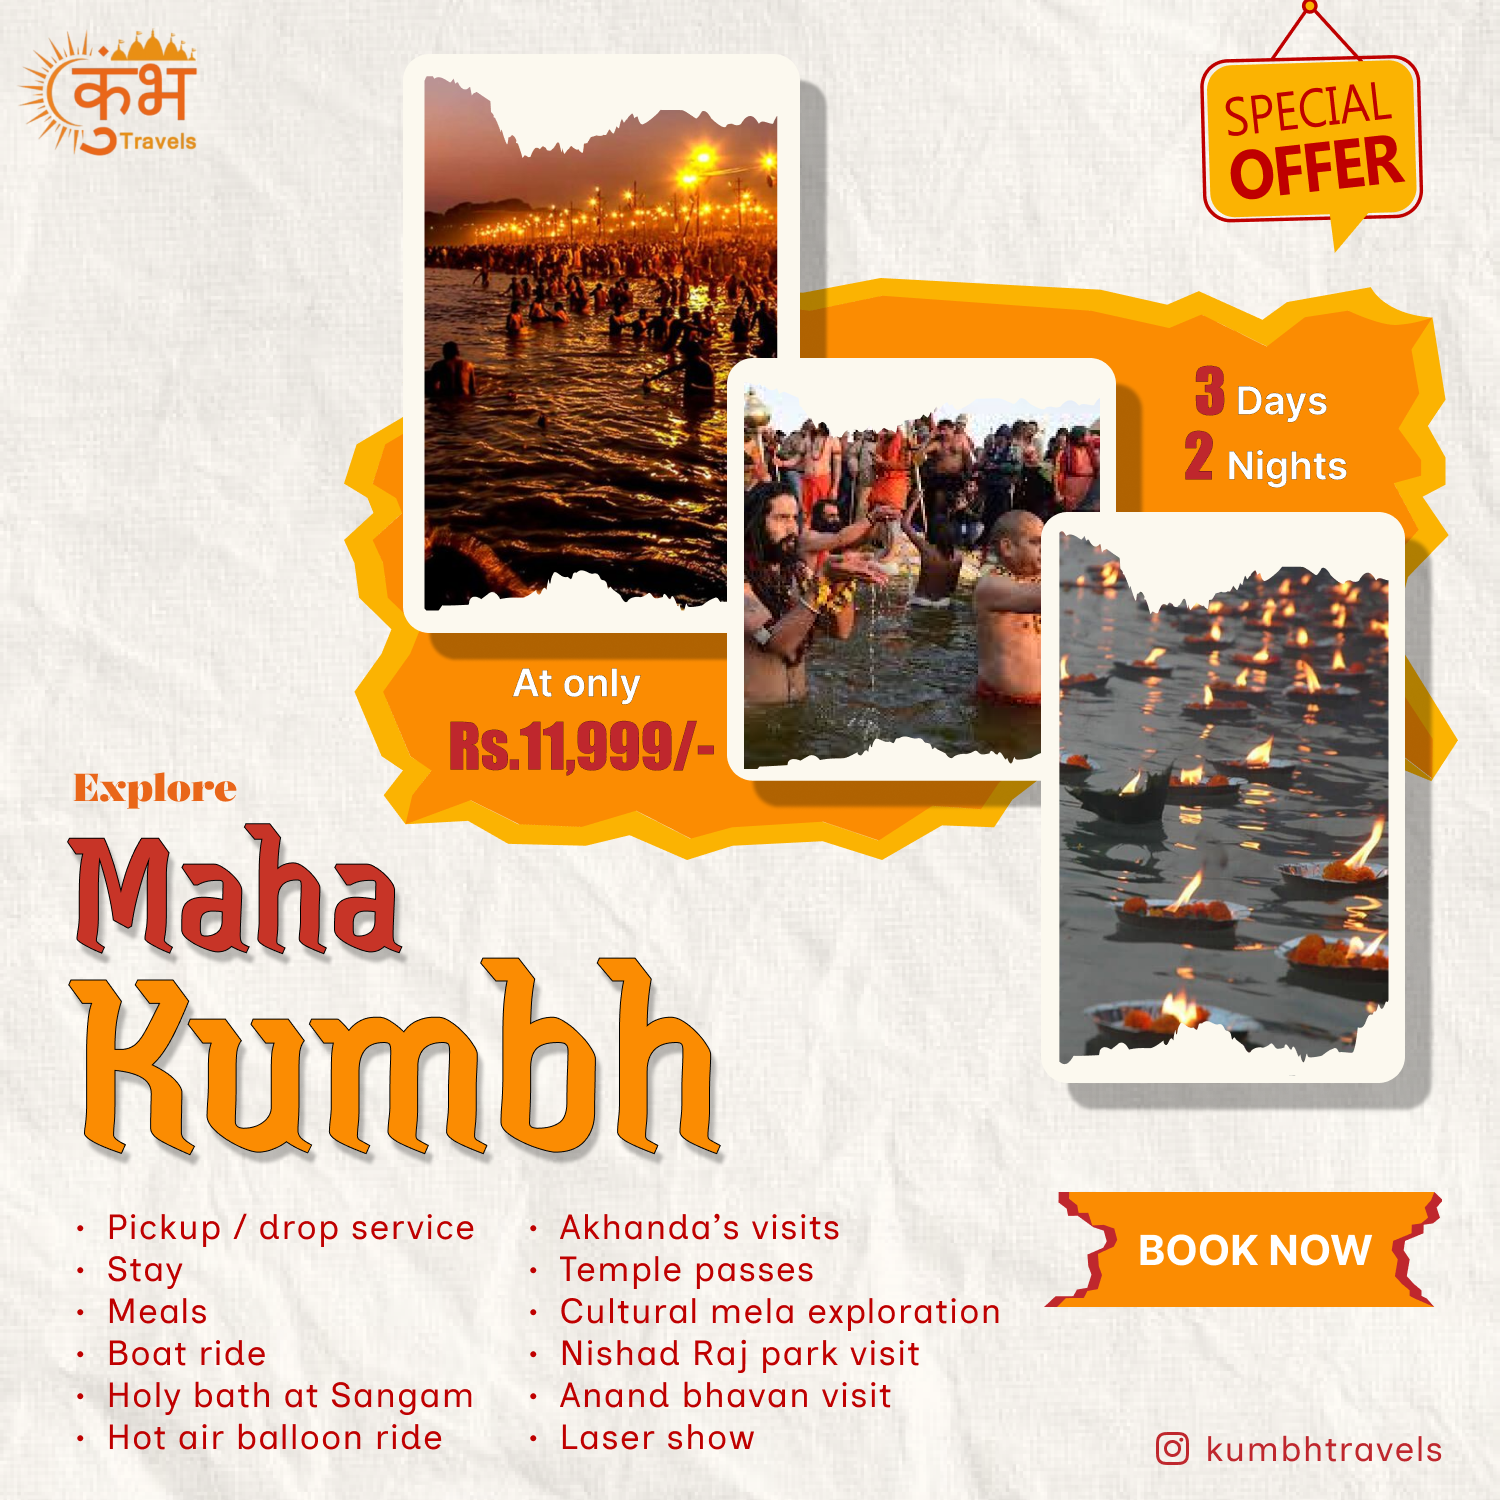 कुंभ
Travels
SPECIAL
OFFER
3 Days
2 Nights
At only
Rs.11,999/-
Explore
Maha
Kumbh
• Pickup / drop service
• Stay
• Meals
• Boat ride
• Holy bath at Sangam
• Hot air balloon ride
• Akhanda’s visits
• Temple passes
• Cultural mela exploration
• Nishad Raj park visit
• Anand bhavan visit
• Laser show
BOOK NOW
kumbhtravels